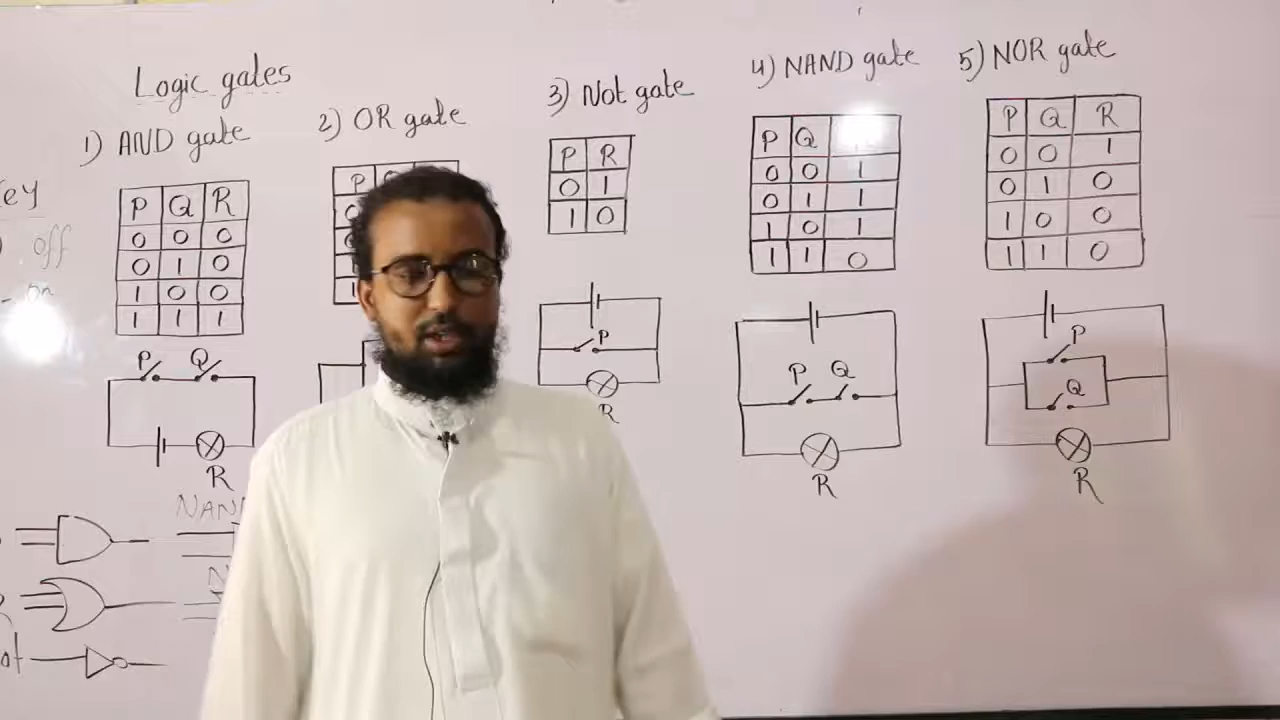 Logic gates
1) AND gate
P Q R
0 0 0
0 1 0
1 0 0
1 1 1
P Q
R
2) OR gate
P
3) Not gate
P R
0 1
1 0
P
R
4) NAND gate
P Q
0 0 1
0 1 1
1 0 1
1 1 0
P Q
R
5) NOR gate
P Q R
0 0 1
0 1 0
1 0 0
1 1 0
P
Q
R
off
on
NAN